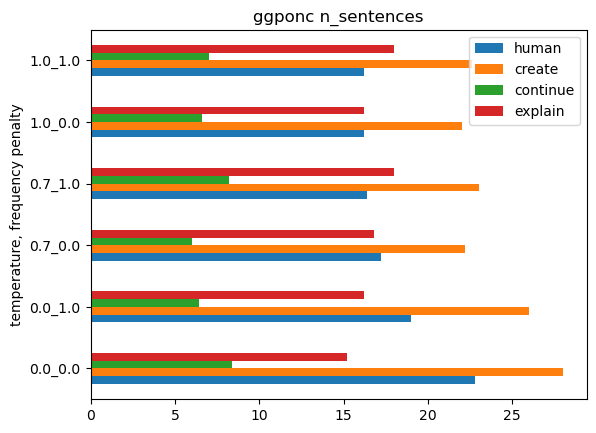 ggponc n_sentences
temperature, frequency penalty
1.0_1.0
1.0_0.0
0.7_1.0
0.7_0.0
0.0_1.0
0.0_0.0
0
5
10
15
20
25
human
create
continue
explain